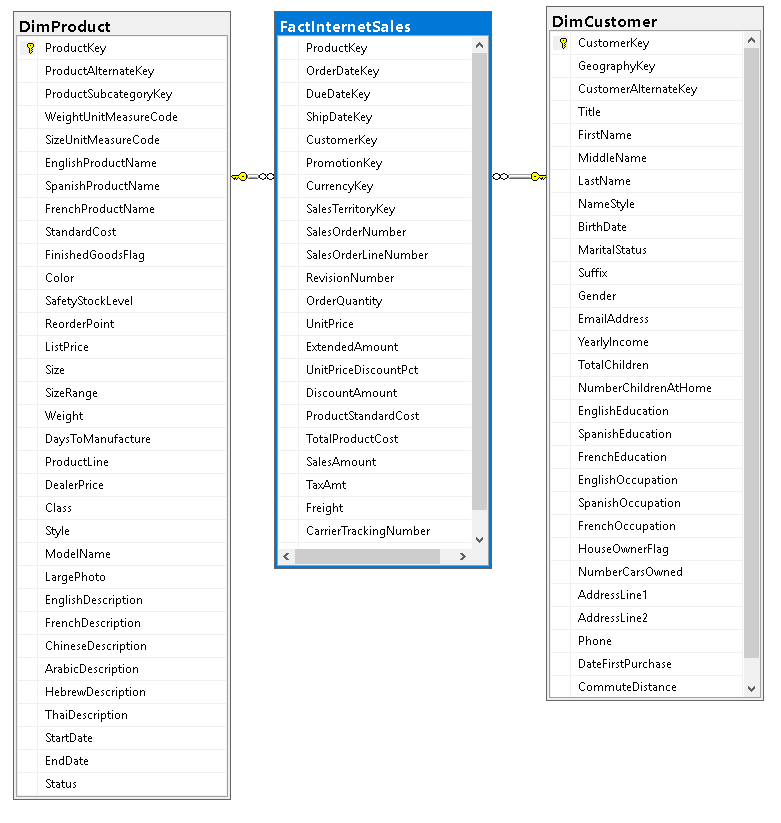 DimProduct
ProductKey
ProductAlternateKey
ProductSubcategoryKey
WeightUnitMeasureCode
SizeUnitMeasureCode
EnglishProductName
SpanishProductName
FrenchProductName
StandardCost
FinishedGoodsFlag
Color
SafetyStockLevel
ReorderPoint
ListPrice
Size
SizeRange
Weight
DaysToManufacture
ProductLine
DealerPrice
Class
Style
ModelName
LargePhoto
EnglishDescription
FrenchDescription
ChineseDescription
ArabicDescription
HebrewDescription
ThaiDescription
StartDate
EndDate
Status
FactInternetSales
ProductKey
OrderDateKey
DueDateKey
ShipDateKey
CustomerKey
PromotionKey
CurrencyKey
SalesTerritoryKey
SalesOrderNumber
SalesOrderLineNumber
RevisionNumber
OrderQuantity
UnitPrice
ExtendedAmount
UnitPriceDiscountPct
DiscountAmount
ProductStandardCost
TotalProductCost
SalesAmount
TaxAmt
Freight
CarrierTrackingNumber
DimCustomer
CustomerKey
GeographyKey
CustomerAlternateKey
Title
FirstName
MiddleName
LastName
NameStyle
BirthDate
MaritalStatus
Suffix
Gender
EmailAddress
YearlyIncome
TotalChildren
NumberChildrenAtHome
EnglishEducation
SpanishEducation
FrenchEducation
EnglishOccupation
SpanishOccupation
FrenchOccupation
HouseOwnerFlag
NumberCarsOwned
AddressLine1
AddressLine2
Phone
DateFirstPurchase
CommuteDistance